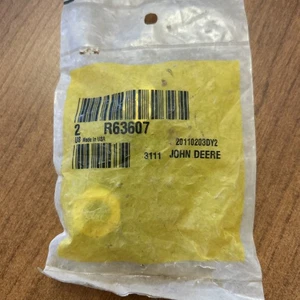 2 R63607
Made in USA 28110203DY2
3111 JOHN DEERE